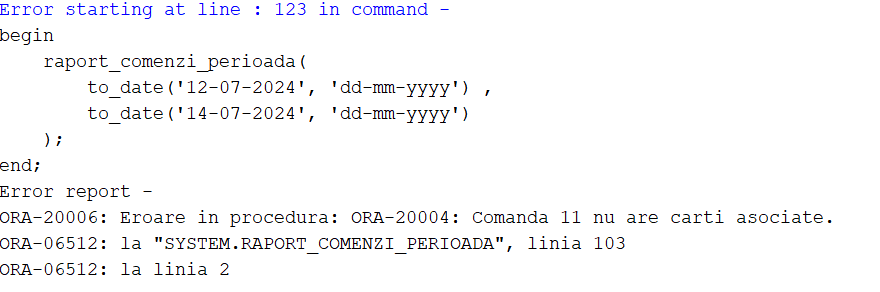 Error starting at line : 123 in command -
begin
    raport_comenzi_perioada(
        to_date('12-07-2024', 'dd-mm-yyyy') ,
        to_date('14-07-2024', 'dd-mm-yyyy')
    );
end;
Error report -
ORA-20006: Eroare in procedura: ORA-20004: Comanda 11 nu are carti asociate.
ORA-06512: la "SYSTEM.RAPORT_COMENZI_PERIOADA", linia 103
ORA-06512: la linia 2